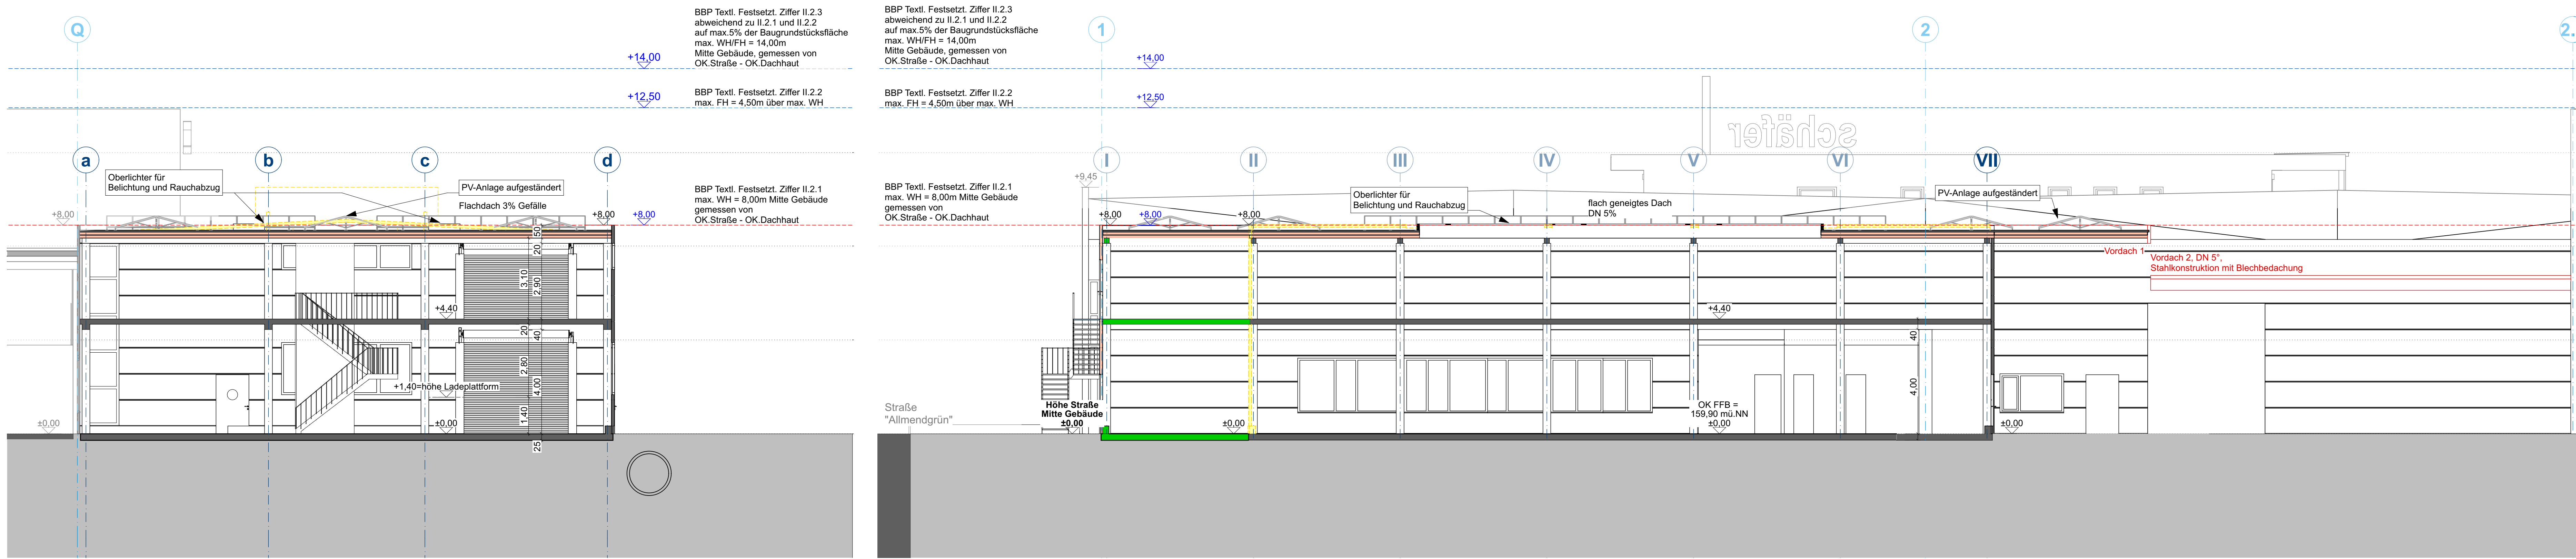 Q
BBP Textl. Festsetzt. Ziffer II.2.3
abweichend zu II.2.1 und II.2.2
auf max.5% der Baugrundstücksfläche
max. WH/FH = 14,00m
Mitte Gebäude, gemessen von
OK.Straße - OK.Dachhaut
+14,00
BBP Textl. Festsetzt. Ziffer II.2.2
max. FH = 4,50m über max. WH
+12,50
a
b
c
d
Oberlichter für
Belichtung und Rauchabzug
PV-Anlage aufgeständert
Flachdach 3% Gefälle
BBP Textl. Festsetzt. Ziffer II.2.1
max. WH = 8,00m Mitte Gebäude
gemessen von
OK.Straße - OK.Dachhaut
+8,00
+8,00
+8,00
50
20
3,10
2,90
+4,40
20
40
2,80
4,00
+1,40=höhe Ladeplattform
1,40
±0,00
±0,00
25
BBP Textl. Festsetzt. Ziffer II.2.3
abweichend zu II.2.1 und II.2.2
auf max.5% der Baugrundstücksfläche
max. WH/FH = 14,00m
Mitte Gebäude, gemessen von
OK.Straße - OK.Dachhaut
1
2
2.
+14,00
BBP Textl. Festsetzt. Ziffer II.2.2
max. FH = 4,50m über max. WH
+12,50
schäfer
I
II
III
IV
V
VI
VII
+9,45
BBP Textl. Festsetzt. Ziffer II.2.1
max. WH = 8,00m Mitte Gebäude
gemessen von
OK.Straße - OK.Dachhaut
+8,00
+8,00
+8,00
Oberlichter für
Belichtung und Rauchabzug
flach geneigtes Dach
DN 5%
PV-Anlage aufgeständert
Vordach 1
Vordach 2, DN 5°,
Stahlkonstruktion mit Blechbedachung
+4,40
40
4,00
Straße
"Allmendgrün"
Höhe Straße
Mitte Gebäude
±0,00
±0,00
OK FFB =
159,90 mü.NN
±0,00
±0,00